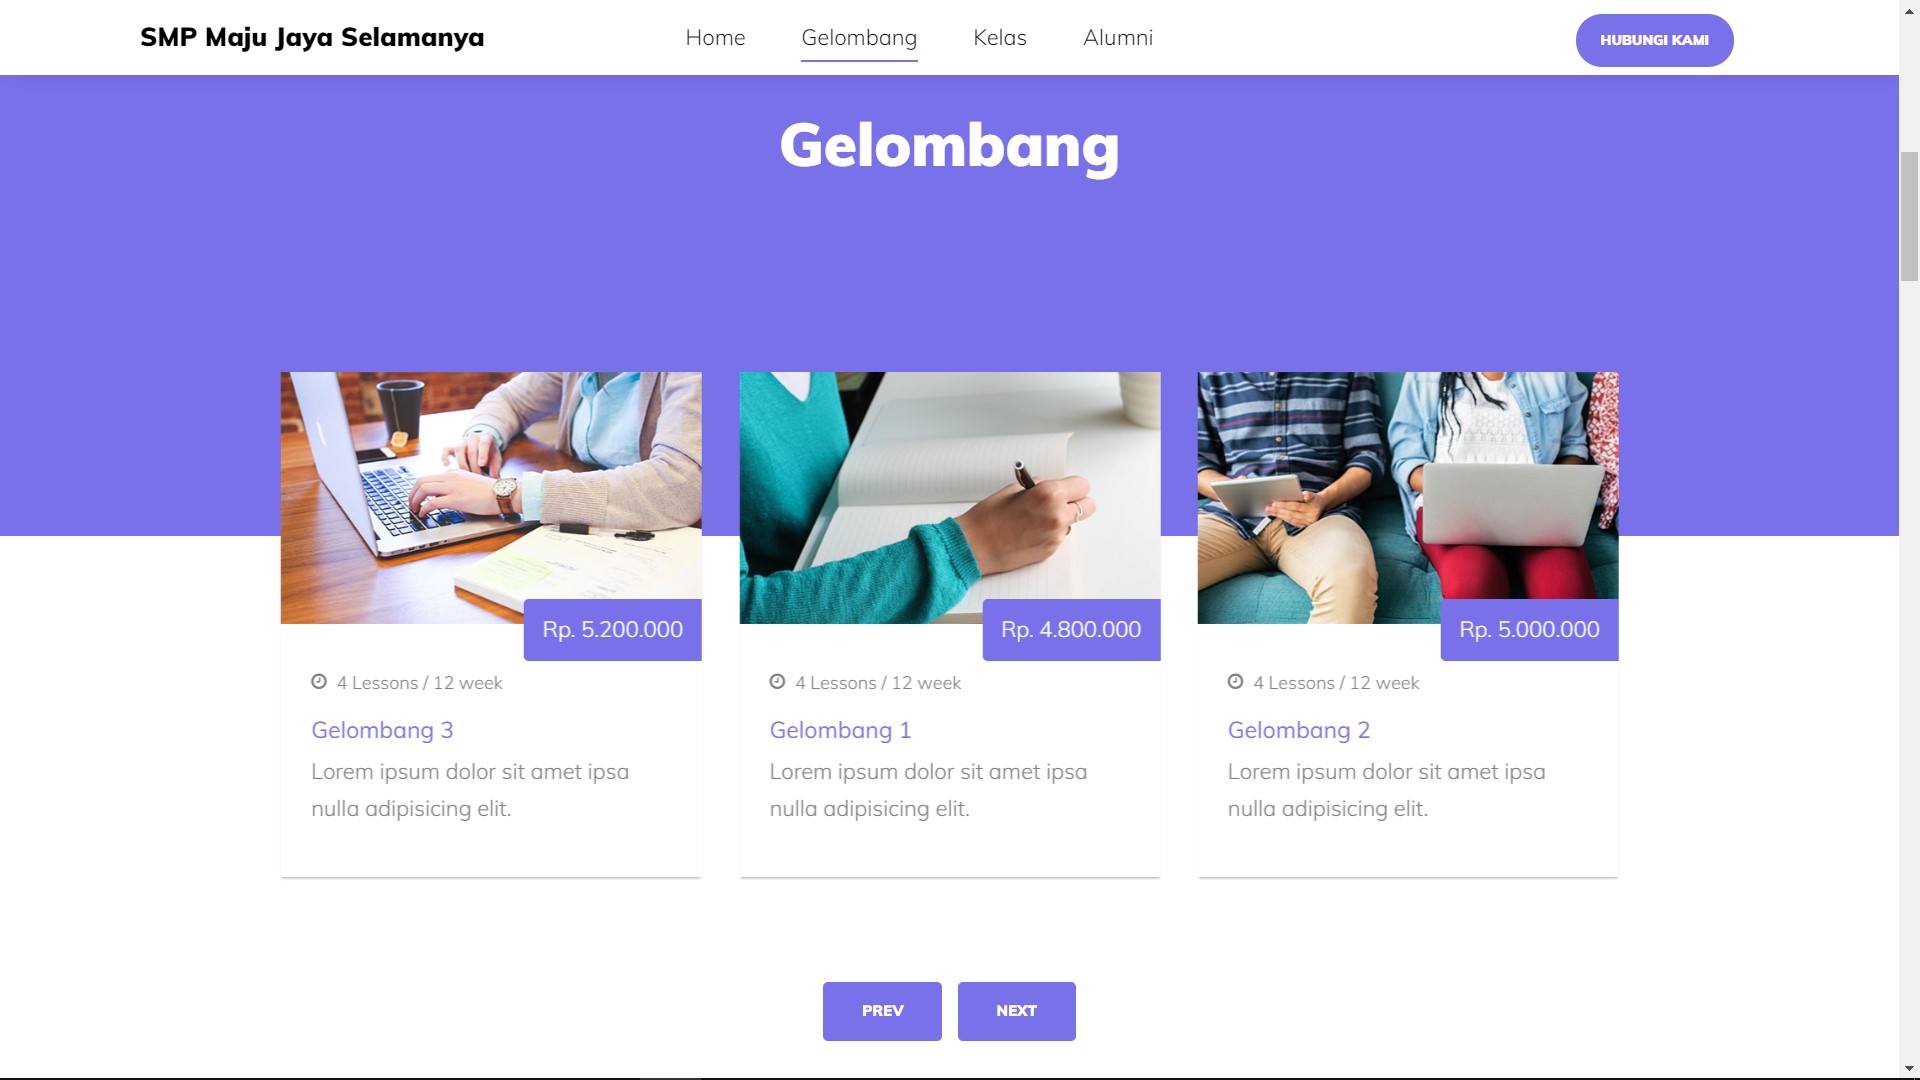 SMP Maju Jaya Selamanya
Home
Gelombang
Kelas
Alumni
HUBUNGI KAMI
Gelombang
Rp. 5.200.000
4 Lessons / 12 week
Gelombang 3
Lorem ipsum dolor sit amet ipsa
nulla adipisicing elit.
Rp. 4.800.000
4 Lessons / 12 week
Gelombang 1
Lorem ipsum dolor sit amet ipsa
nulla adipisicing elit.
Rp. 5.000.000
4 Lessons / 12 week
Gelombang 2
Lorem ipsum dolor sit amet ipsa
nulla adipisicing elit.
PREV
NEXT